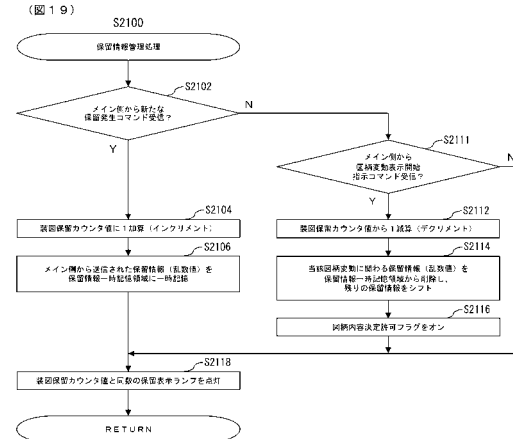 (図19)
S2100
保留情報管理処理
S2102
メイン側から新たな
保留発生コマンド受信?
N
Y
S2111
メイン側から
図柄変動表示開始
指示コマンド受信?
N
Y
S2104
装図保留カウンタ値に1加算(インクリメント)
S2106
メイン側から送信された保留情報(乱数値)を
保留情報一時記憶領域に一時記憶
S2112
装図保留カウンタ値から1減算(デクリメント)
S2114
当該図柄変動に関わる保留情報(乱数値)を
保留情報一時記憶領域から削除し、
残りの保留情報をシフト
S2116
図柄内容決定許可フラグをオン
S2118
装図保留カウンタ値と同数の保留表示ランプを点灯
RETURN